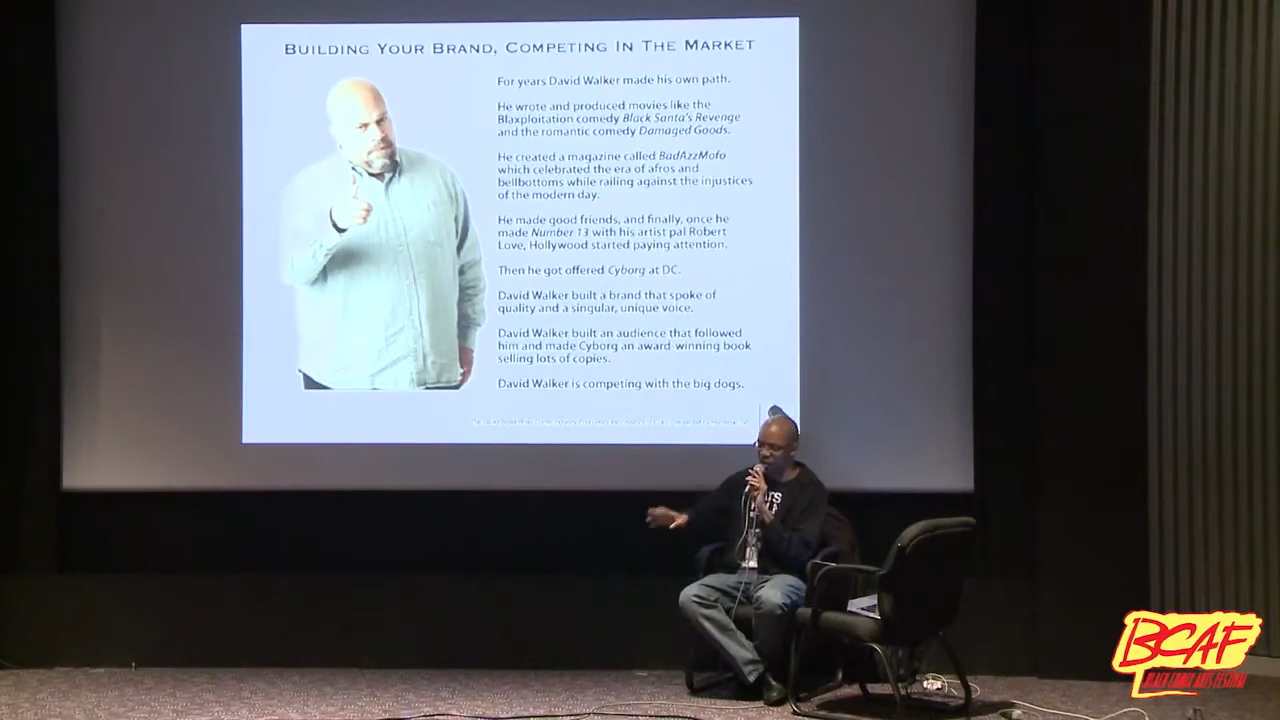 BUILDING YOUR BRAND, COMPETING IN THE MARKET
For years David Walker made his own path.
He wrote and produced movies like the
Blaxploitation comedy Black Santa's Revenge
and the romantic comedy Damaged Goods.
He created a magazine called BadAzzMofo
which celebrated the era of afros and
bellbottoms while railing against the injustices
of the modern day.
He made good friends, and finally, once he
made Number 13 with his artist pal Robert
Love, Hollywood started paying attention.
Then he got offered Cyborg at DC.
David Walker built a brand that spoke of
quality and a singular, unique voice.
David Walker built an audience that followed
him and made Cyborg an award-winning book
selling lots of copies.
David Walker is competing with the big dogs.
BCAF
BLACK COMIX ARTS FESTIVAL